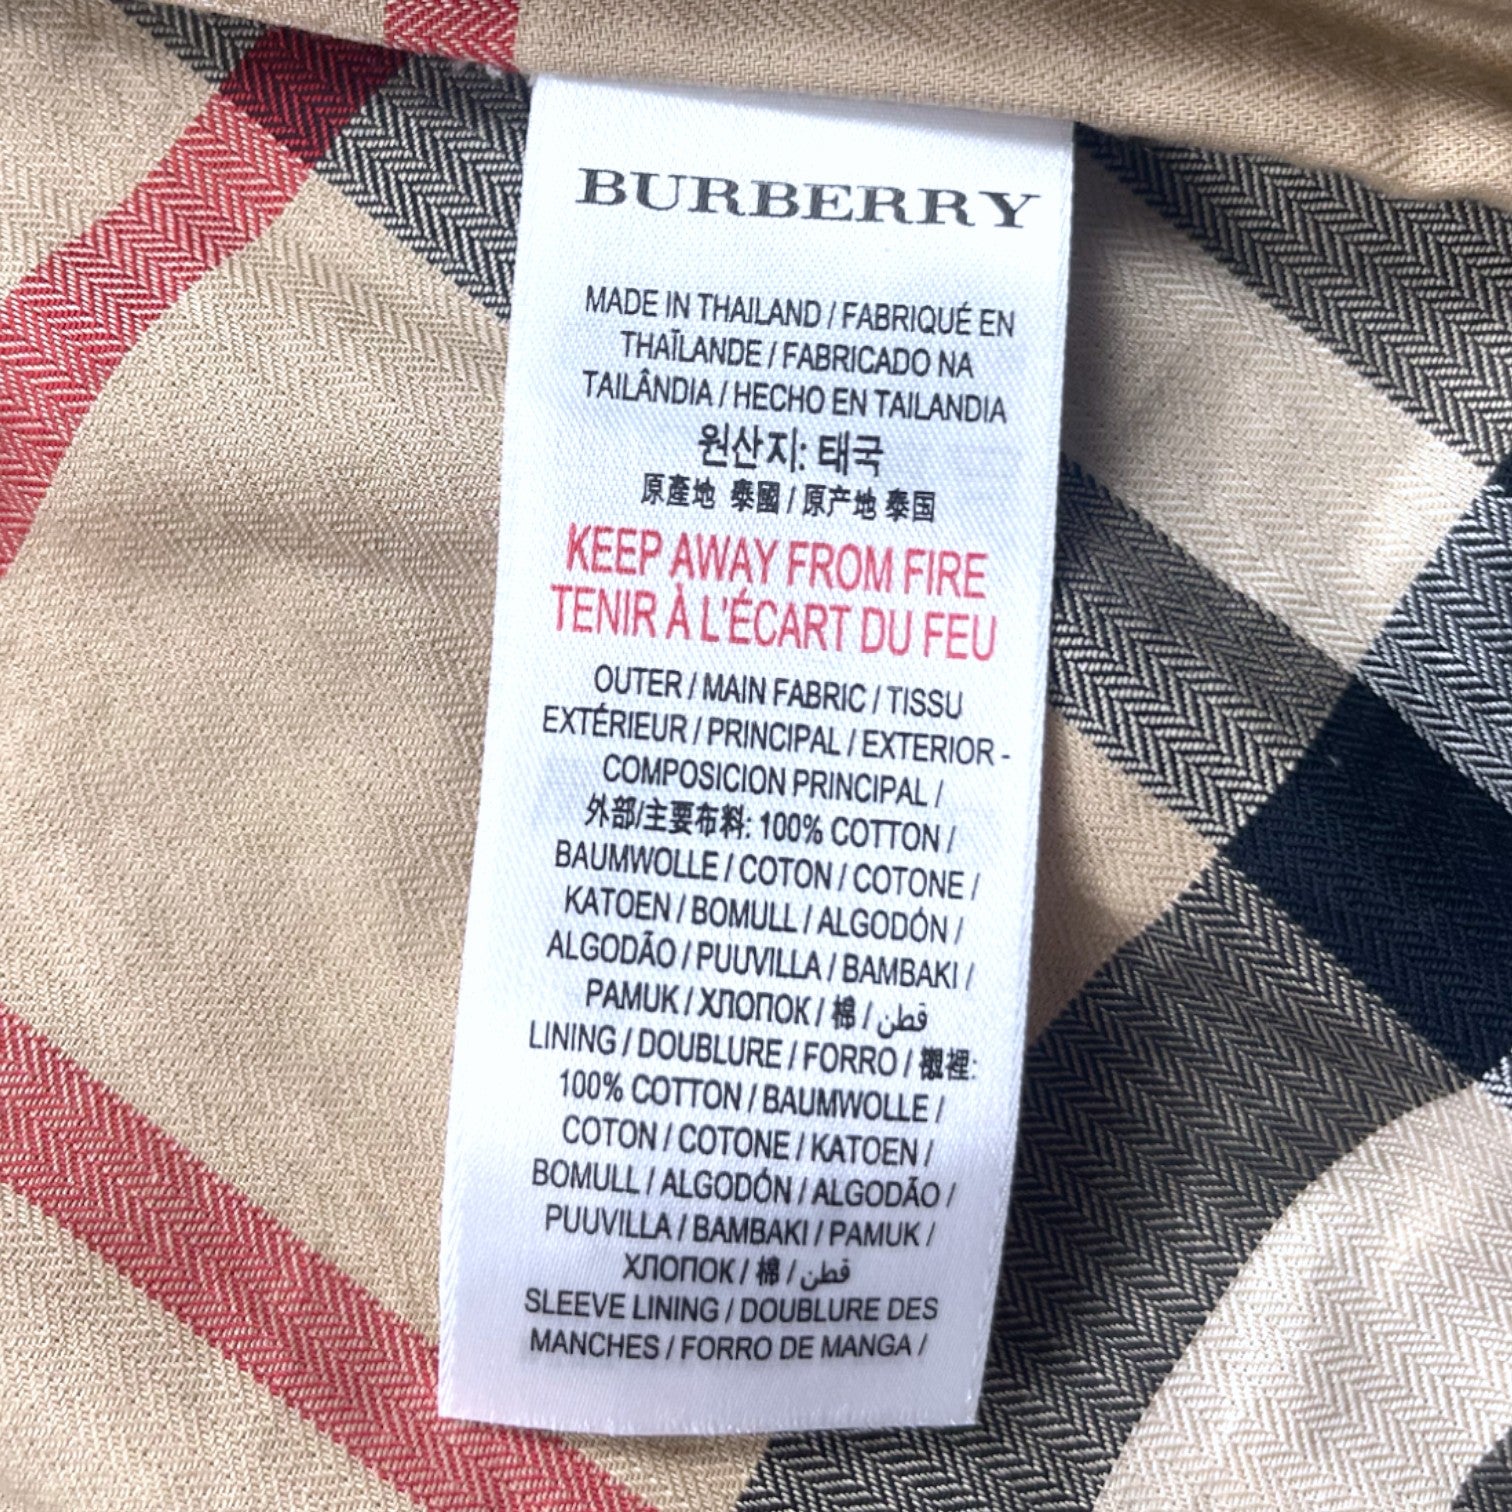 BURBERRY
MADE IN THAILAND / FABRIQUÉ EN
THAÏLANDE / FABRICADO NA
TAILÂNDIA / HECHO EN TAILANDIA
원산지: 태국
原產地 泰國 / 原产地 泰国
KEEP AWAY FROM FIRE
TENIR À L'ÉCART DU FEU
OUTER / MAIN FABRIC / TISSU
EXTÉRIEUR / PRINCIPAL / EXTERIOR -
COMPOSICION PRINCIPAL /
外部/主要布料: 100% COTTON /
BAUMWOLLE / COTON / COTONE /
KATOEN / BOMULL / ALGODÓN /
ALGODÃO / PUUVILLA / BAMBAKI /
PAMUK / ХЛОПОК / 棉 / قطن
LINING / DOUBLURE / FORRO / 襯裡:
100% COTTON / BAUMWOLLE /
COTON / COTONE / KATOEN /
BOMULL / ALGODÓN / ALGODÃO /
PUUVILLA / BAMBAKI / PAMUK /
ХЛОПОК / 棉 / قطن
SLEEVE LINING / DOUBLURE DES
MANCHES / FORRO DE MANGA /